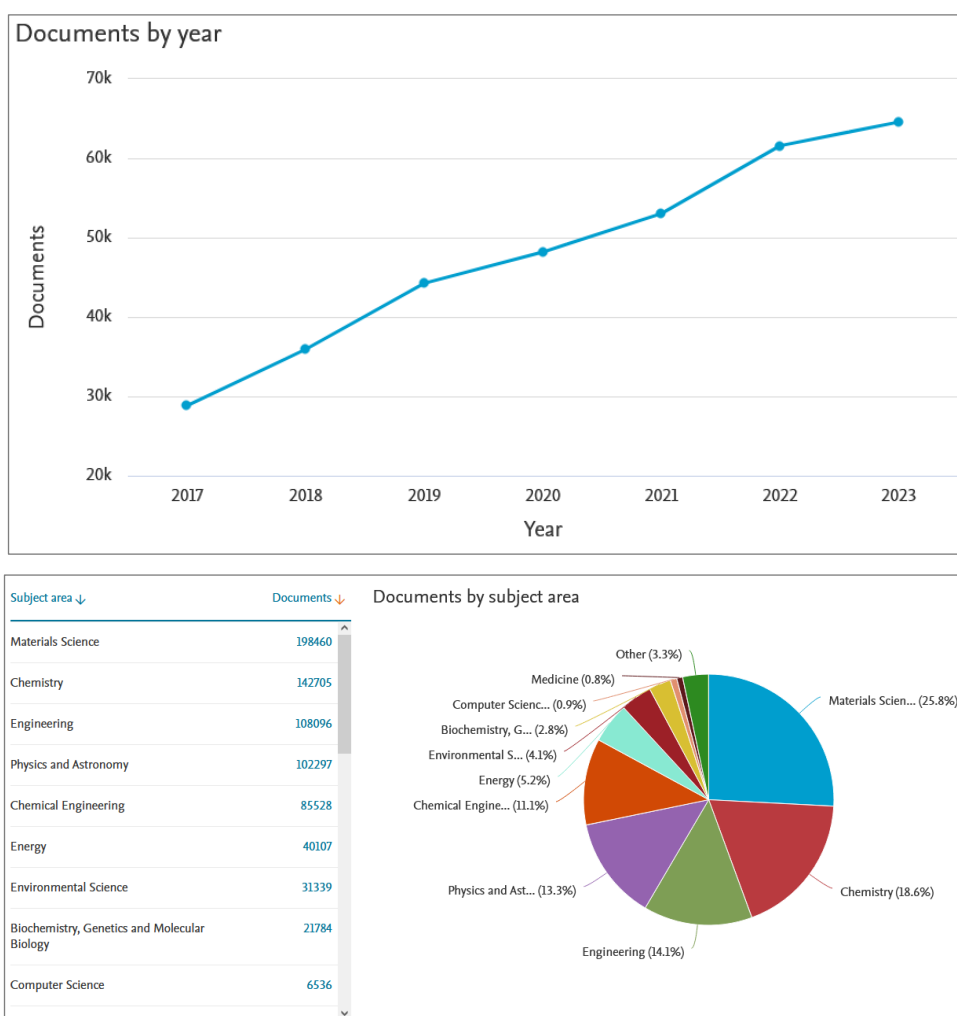 Documents by year
70k
60k
50k
40k
30k
20k
Documents
2017 2018 2019 2020 2021 2022 2023
Year
Subject area Documents
Materials Science 198460
Chemistry 142705
Engineering 108096
Physics and Astronomy 102297
Chemical Engineering 85528
Energy 40107
Environmental Science 31339
Biochemistry, Genetics and Molecular 21784
Biology
Computer Science 6536
Documents by subject area
Other (3.3%)
Medicine (0.8%)
Computer Scienc... (0.9%)
Biochemistry, G... (2.8%)
Environmental S... (4.1%)
Energy (5.2%)
Chemical Engine... (11.1%)
Physics and Ast... (13.3%)
Engineering (14.1%)
Materials Scien... (25.8%)
Chemistry (18.6%)